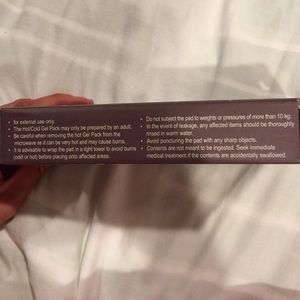 • for external use only.
• The Hot/Cold Gel Pack may only be prepared by an adult.
• Be careful when removing the hot Gel Pack from the
microwave as it can be very hot and may cause burns.
• It is advisable to wrap the pad in a light towel to avoid burns
(cold or hot) before placing onto affected areas.
• Do not subject the pad to weights or pressures of more than 10 kg.
• In the event of leakage, any affected items should be thoroughly
rinsed in warm water.
• Avoid puncturing the pad with any sharp objects.
• Contents are not meant to be ingested. Seek immediate
medical treatment if the contents are accidentally swallowed.